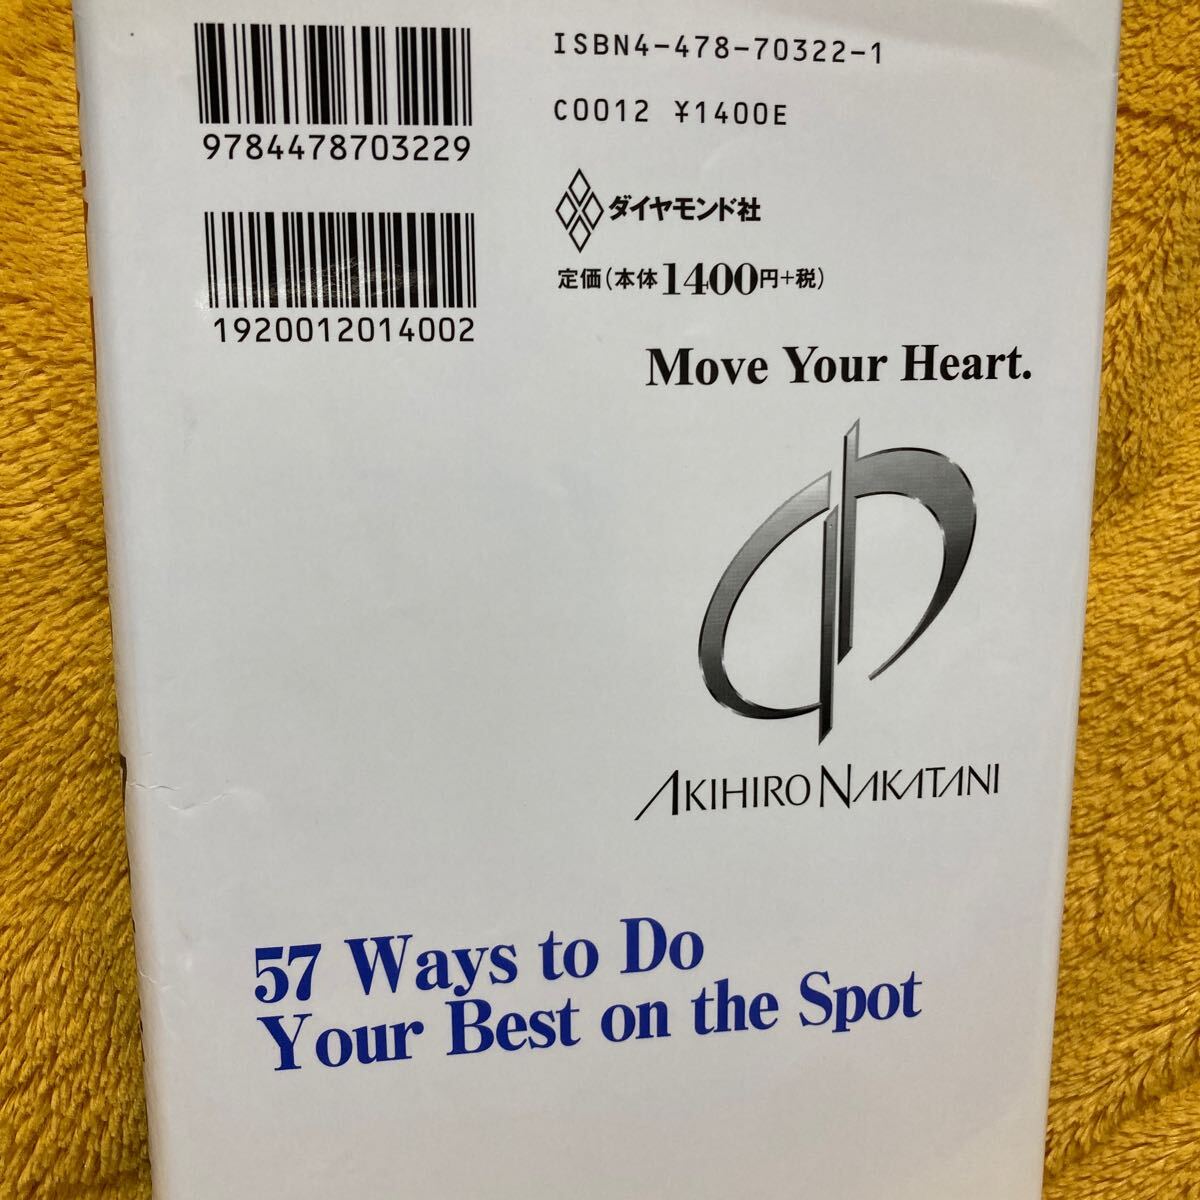 9784478703229
1920012014002
ISBN4-478-70322-1
C0012 ¥1400E
ダイヤモンド社
定価(本体1400円+税)
Move Your Heart.
AKIHIRO NAKATANI
57 Ways to Do
Your Best on the Spot